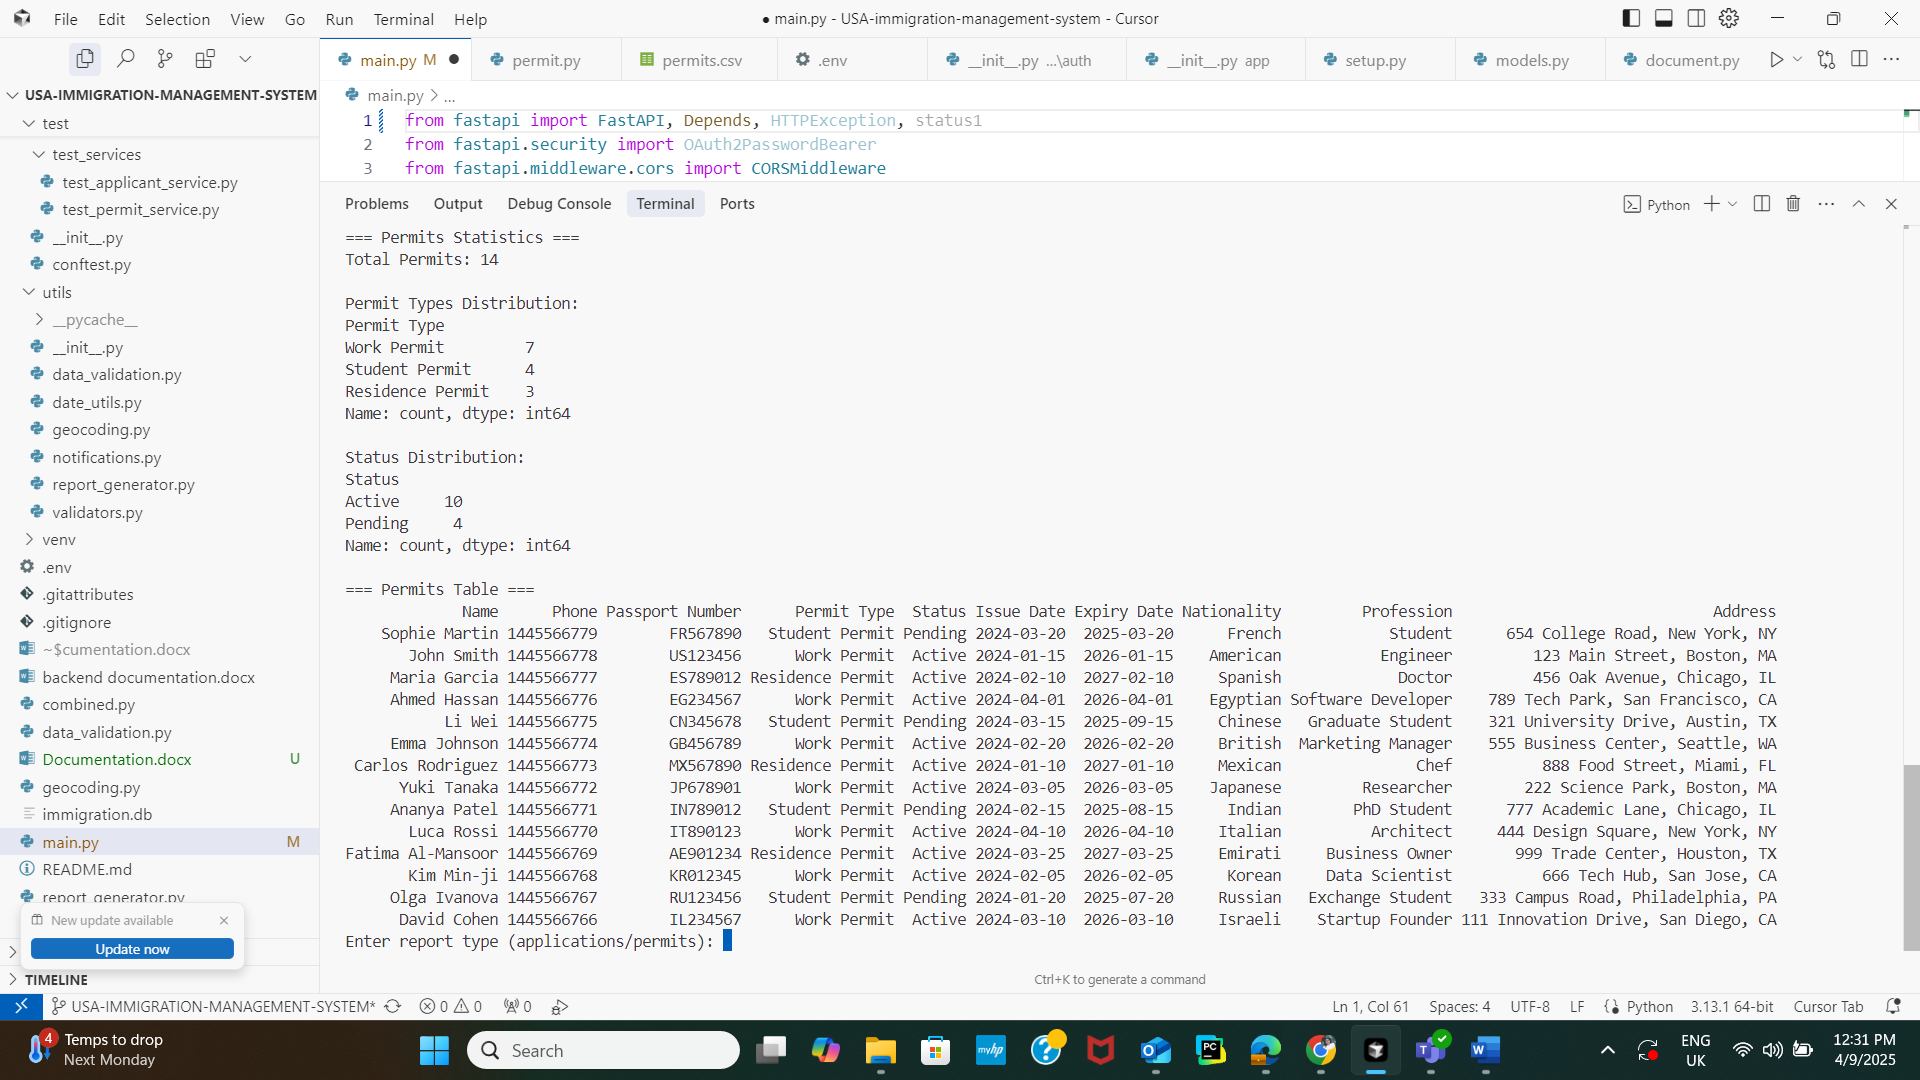 File Edit Selection View Go Run Terminal Help
● main.py - USA-immigration-management-system - Cursor
main.py M ●
permit.py
permits.csv
.env
__init__.py ...\auth
__init__.py app
setup.py
models.py
document.py
USA-IMMIGRATION-MANAGEMENT-SYSTEM
test
test_services
test_applicant_service.py
test_permit_service.py
__init__.py
conftest.py
utils
__pycache__
__init__.py
data_validation.py
date_utils.py
geocoding.py
notifications.py
report_generator.py
validators.py
venv
.env
.gitattributes
.gitignore
~$cumentation.docx
backend documentation.docx
combined.py
data_validation.py
Documentation.docx U
geocoding.py
immigration.db
main.py M
README.md
report_generator.py
New update available
Update now
TIMELINE
main.py > ...
1 from fastapi import FastAPI, Depends, HTTPException, status1
2 from fastapi.security import OAuth2PasswordBearer
3 from fastapi.middleware.cors import CORSMiddleware
Problems Output Debug Console Terminal Ports
Python
=== Permits Statistics ===
Total Permits: 14
Permit Types Distribution:
Permit Type
Work Permit 7
Student Permit 4
Residence Permit 3
Name: count, dtype: int64
Status Distribution:
Status
Active 10
Pending 4
Name: count, dtype: int64
=== Permits Table ===
Name Phone Passport Number Permit Type Status Issue Date Expiry Date Nationality Profession Address
Sophie Martin 1445566779 FR567890 Student Permit Pending 2024-03-20 2025-03-20 French Student 654 College Road, New York, NY
John Smith 1445566778 US123456 Work Permit Active 2024-01-15 2026-01-15 American Engineer 123 Main Street, Boston, MA
Maria Garcia 1445566777 ES789012 Residence Permit Active 2024-02-10 2027-02-10 Spanish Doctor 456 Oak Avenue, Chicago, IL
Ahmed Hassan 1445566776 EG234567 Work Permit Active 2024-04-01 2026-04-01 Egyptian Software Developer 789 Tech Park, San Francisco, CA
Li Wei 1445566775 CN345678 Student Permit Pending 2024-03-15 2025-09-15 Chinese Graduate Student 321 University Drive, Austin, TX
Emma Johnson 1445566774 GB456789 Work Permit Active 2024-02-20 2026-02-20 British Marketing Manager 555 Business Center, Seattle, WA
Carlos Rodriguez 1445566773 MX567890 Residence Permit Active 2024-01-10 2027-01-10 Mexican Chef 888 Food Street, Miami, FL
Yuki Tanaka 1445566772 JP678901 Work Permit Active 2024-03-05 2026-03-05 Japanese Researcher 222 Science Park, Boston, MA
Ananya Patel 1445566771 IN789012 Student Permit Pending 2024-02-15 2025-08-15 Indian PhD Student 777 Academic Lane, Chicago, IL
Luca Rossi 1445566770 IT890123 Work Permit Active 2024-04-10 2026-04-10 Italian Architect 444 Design Square, New York, NY
Fatima Al-Mansoor 1445566769 AE901234 Residence Permit Active 2024-03-25 2027-03-25 Emirati Business Owner 999 Trade Center, Houston, TX
Kim Min-ji 1445566768 KR012345 Work Permit Active 2024-02-05 2026-02-05 Korean Data Scientist 666 Tech Hub, San Jose, CA
Olga Ivanova 1445566767 RU123456 Student Permit Pending 2024-01-20 2025-07-20 Russian Exchange Student 333 Campus Road, Philadelphia, PA
David Cohen 1445566766 IL234567 Work Permit Active 2024-03-10 2026-03-10 Israeli Startup Founder 111 Innovation Drive, San Diego, CA
Enter report type (applications/permits):
Ctrl+K to generate a command
USA-IMMIGRATION-MANAGEMENT-SYSTEM* 0 0 0 Ln 1, Col 61 Spaces: 4 UTF-8 LF Python 3.13.1 64-bit Cursor Tab
4
Temps to drop
Next Monday
Search
myhp
PC
ENG
UK
12:31 PM
4/9/2025